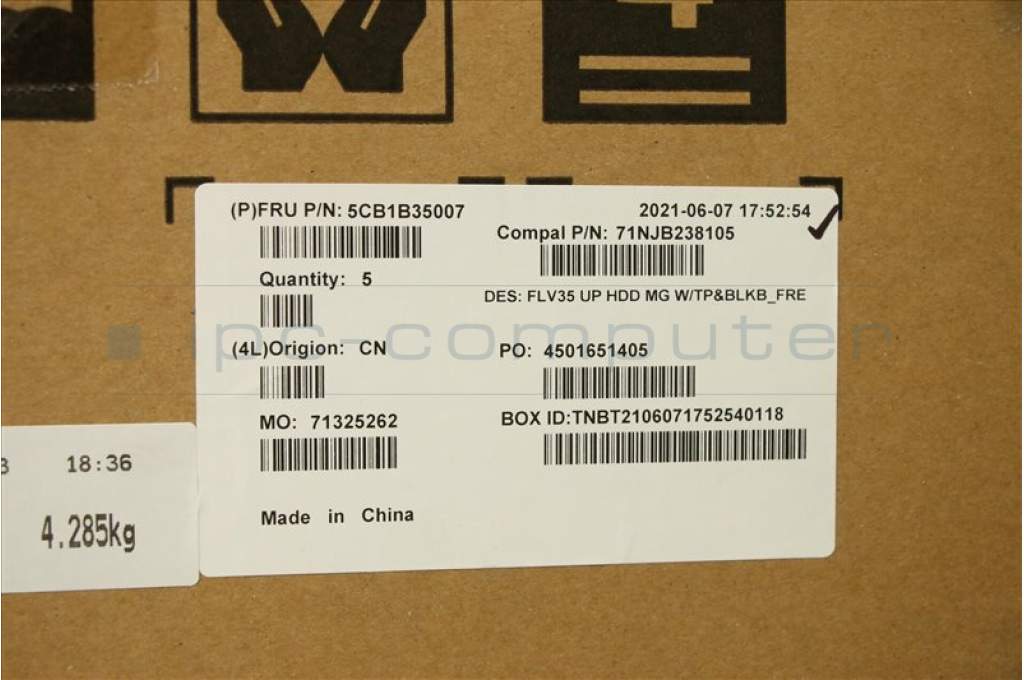 (P)FRU P/N: 5CB1B35007
2021-06-07 17:52:54
Compal P/N: 71NJB238105
Quantity: 5
DES: FLV35 UP HDD MG W/TP&BLKB_FRE
ipc-computer
(4L)Origion: CN
PO: 4501651405
MO: 71325262
BOX ID:TNBT2106071752540118
Made in China
18:36
4.285kg